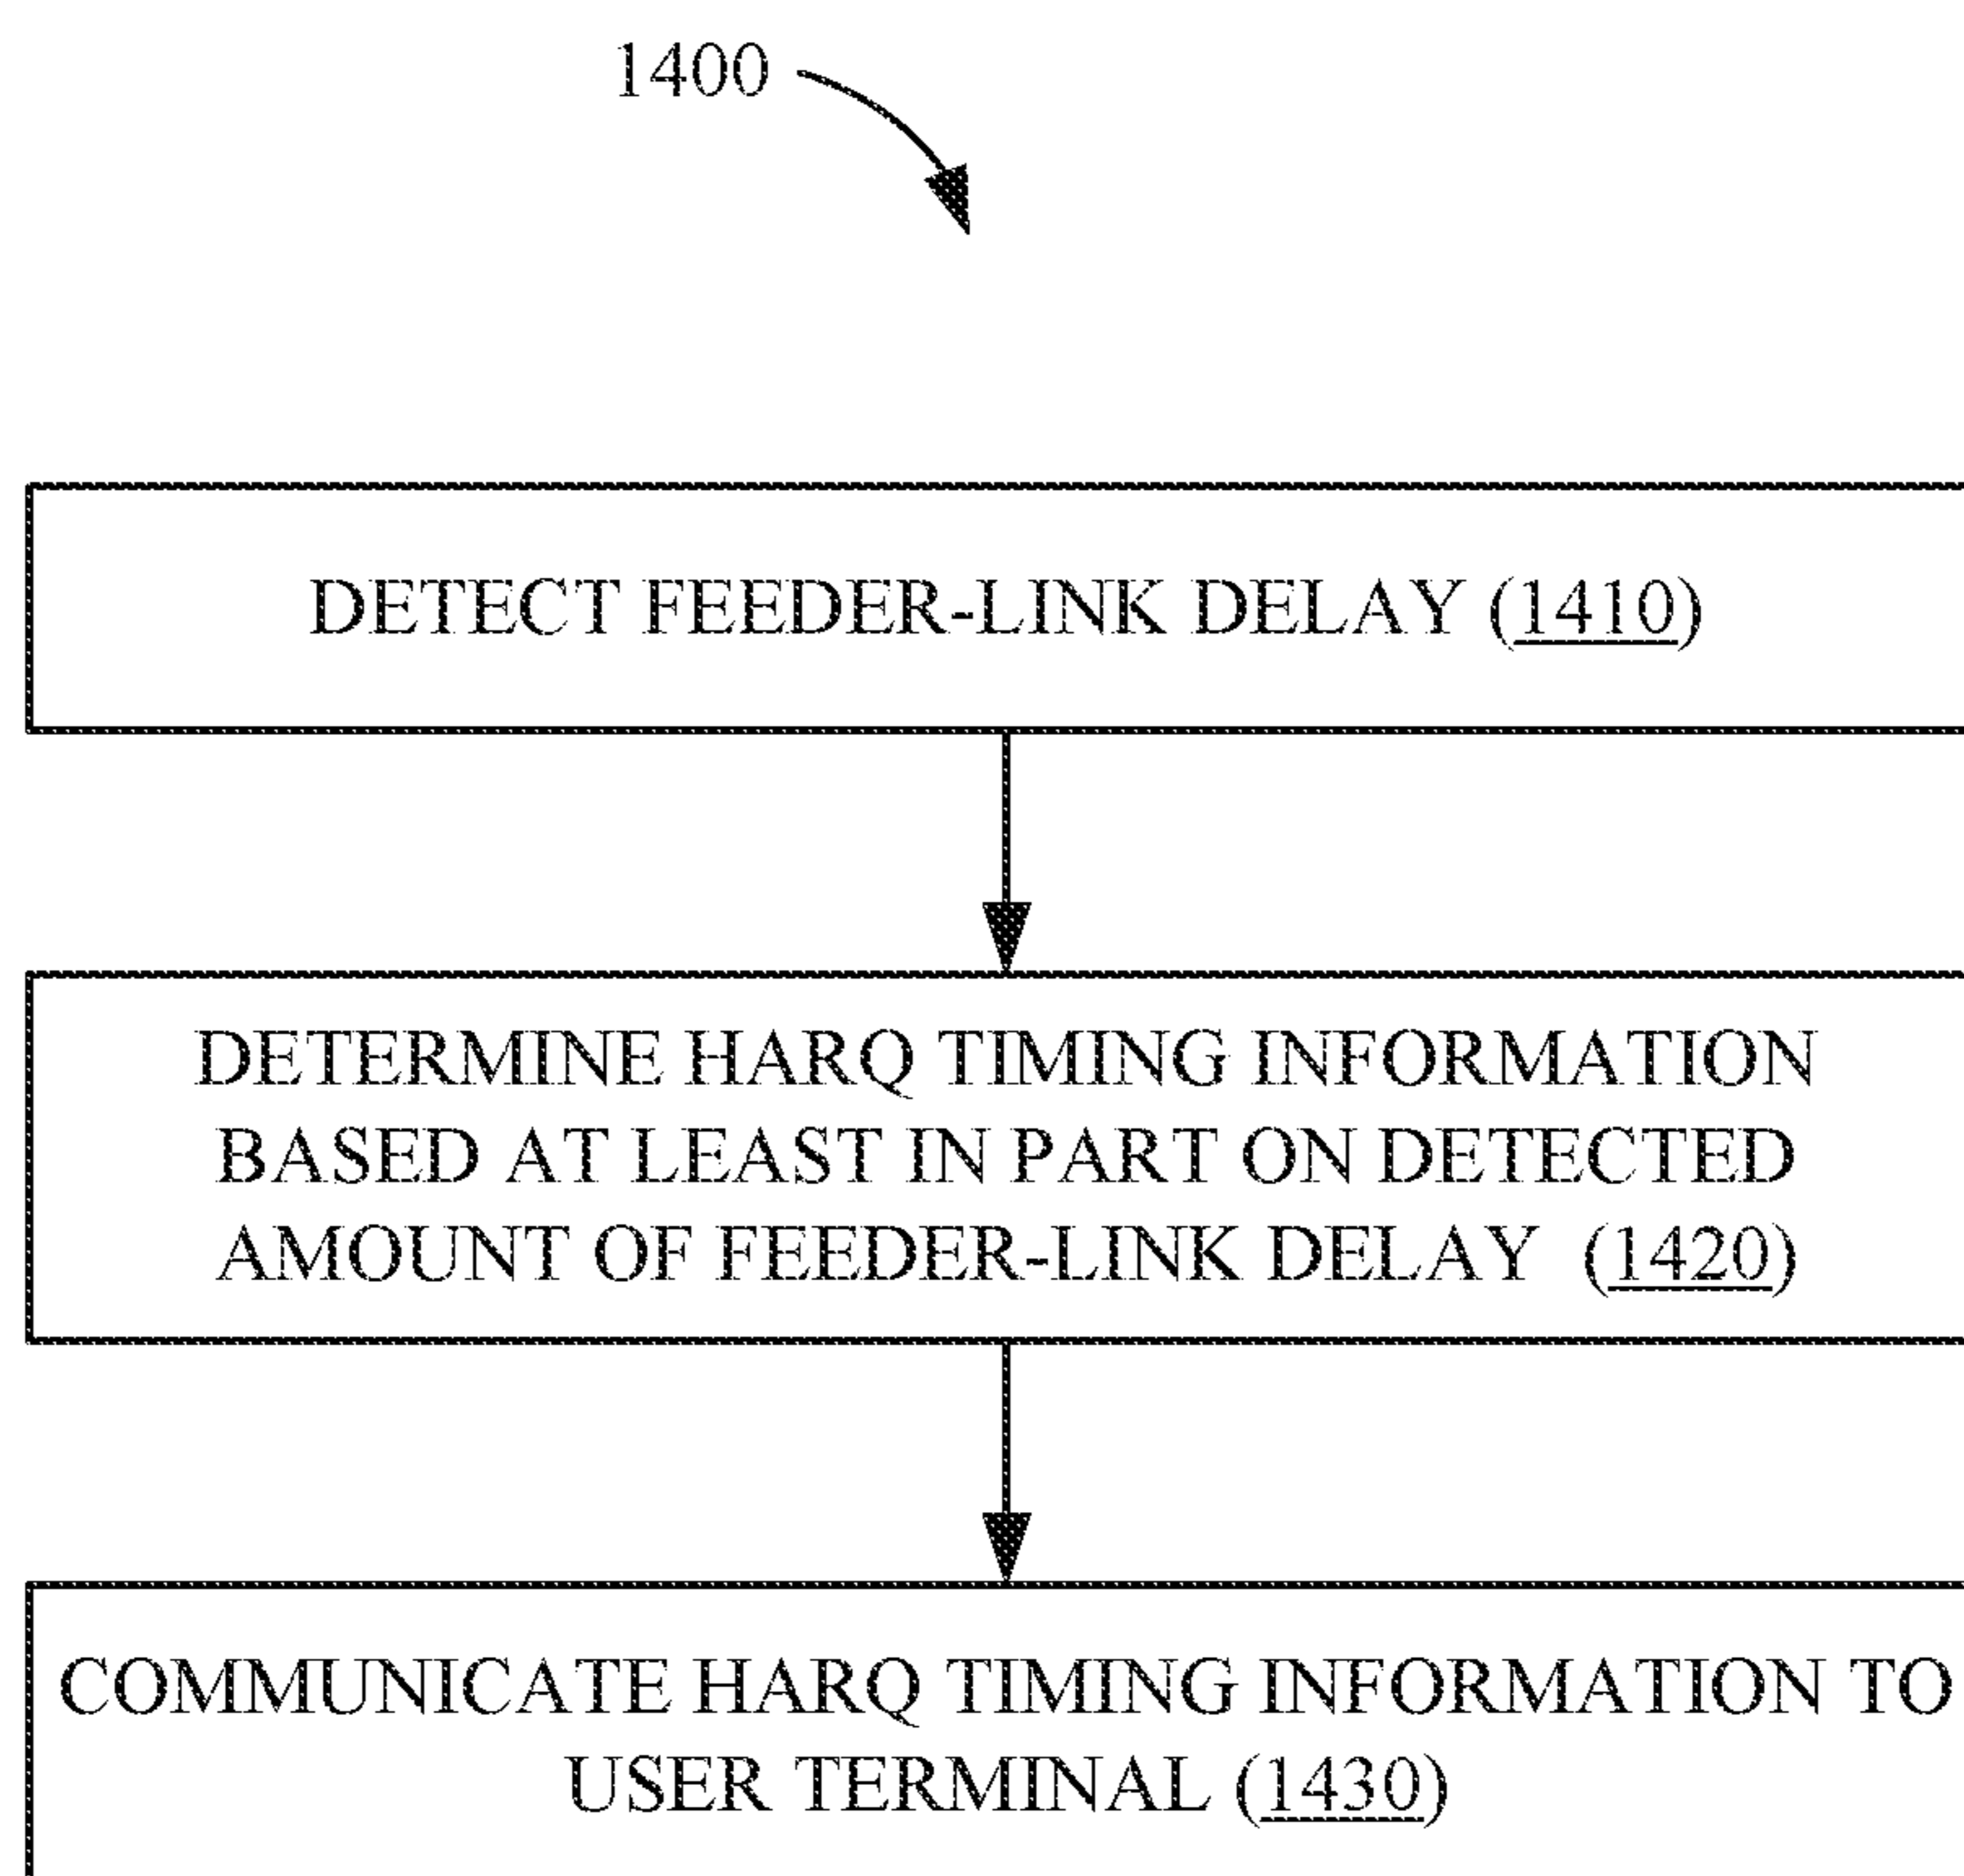 1400
DETECT FEEDER-LINK DELAY (1410)
DETERMINE HARQ TIMING INFORMATION
BASED AT LEAST IN PART ON DETECTED
AMOUNT OF FEEDER-LINK DELAY (1420)
COMMUNICATE HARQ TIMING INFORMATION TO
USER TERMINAL (1430)